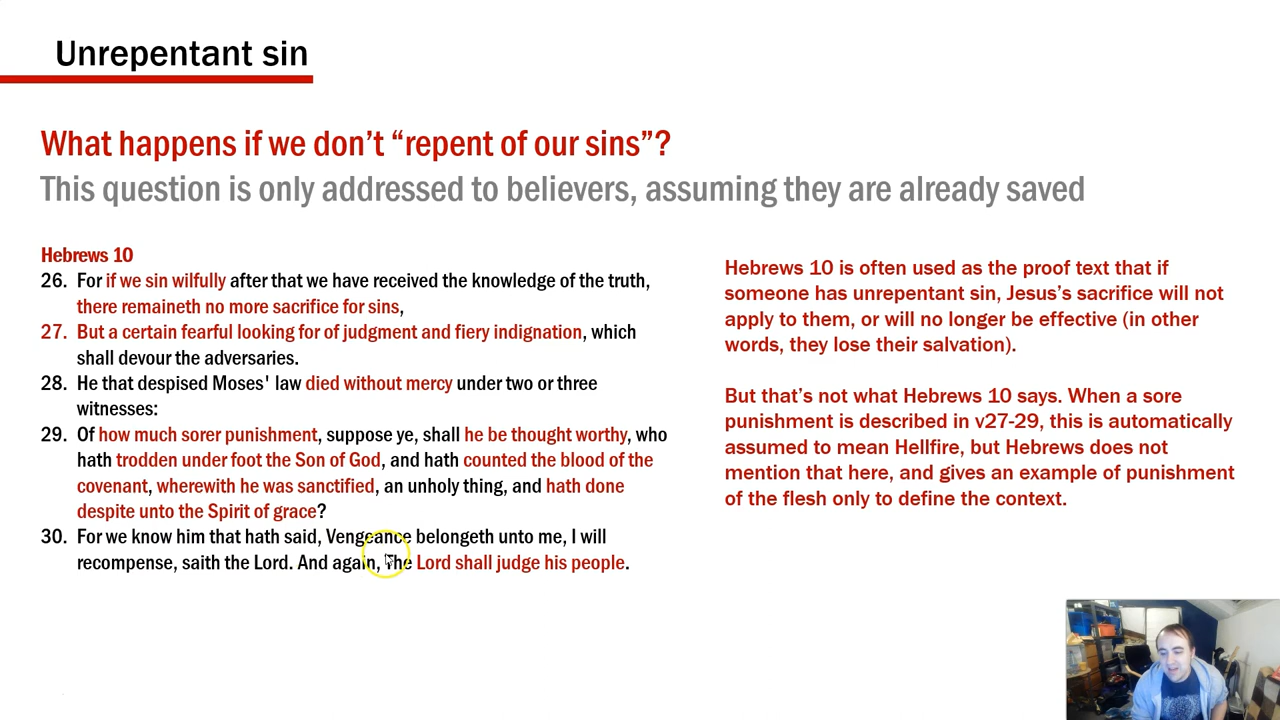 Unrepentant sin
What happens if we don’t “repent of our sins”?
This question is only addressed to believers, assuming they are already saved
Hebrews 10
26. For if we sin wilfully after that we have received the knowledge of the truth,
there remaineth no more sacrifice for sins,
27. But a certain fearful looking for of judgment and fiery indignation, which
shall devour the adversaries.
28. He that despised Moses' law died without mercy under two or three
witnesses:
29. Of how much sorer punishment, suppose ye, shall he be thought worthy, who
hath trodden under foot the Son of God, and hath counted the blood of the
covenant, wherewith he was sanctified, an unholy thing, and hath done
despite unto the Spirit of grace?
30. For we know him that hath said, Vengeance belongeth unto me, I will
recompense, saith the Lord. And again, The Lord shall judge his people.
Hebrews 10 is often used as the proof text that if
someone has unrepentant sin, Jesus’s sacrifice will not
apply to them, or will no longer be effective (in other
words, they lose their salvation).
But that’s not what Hebrews 10 says. When a sore
punishment is described in v27-29, this is automatically
assumed to mean Hellfire, but Hebrews does not
mention that here, and gives an example of punishment
of the flesh only to define the context.